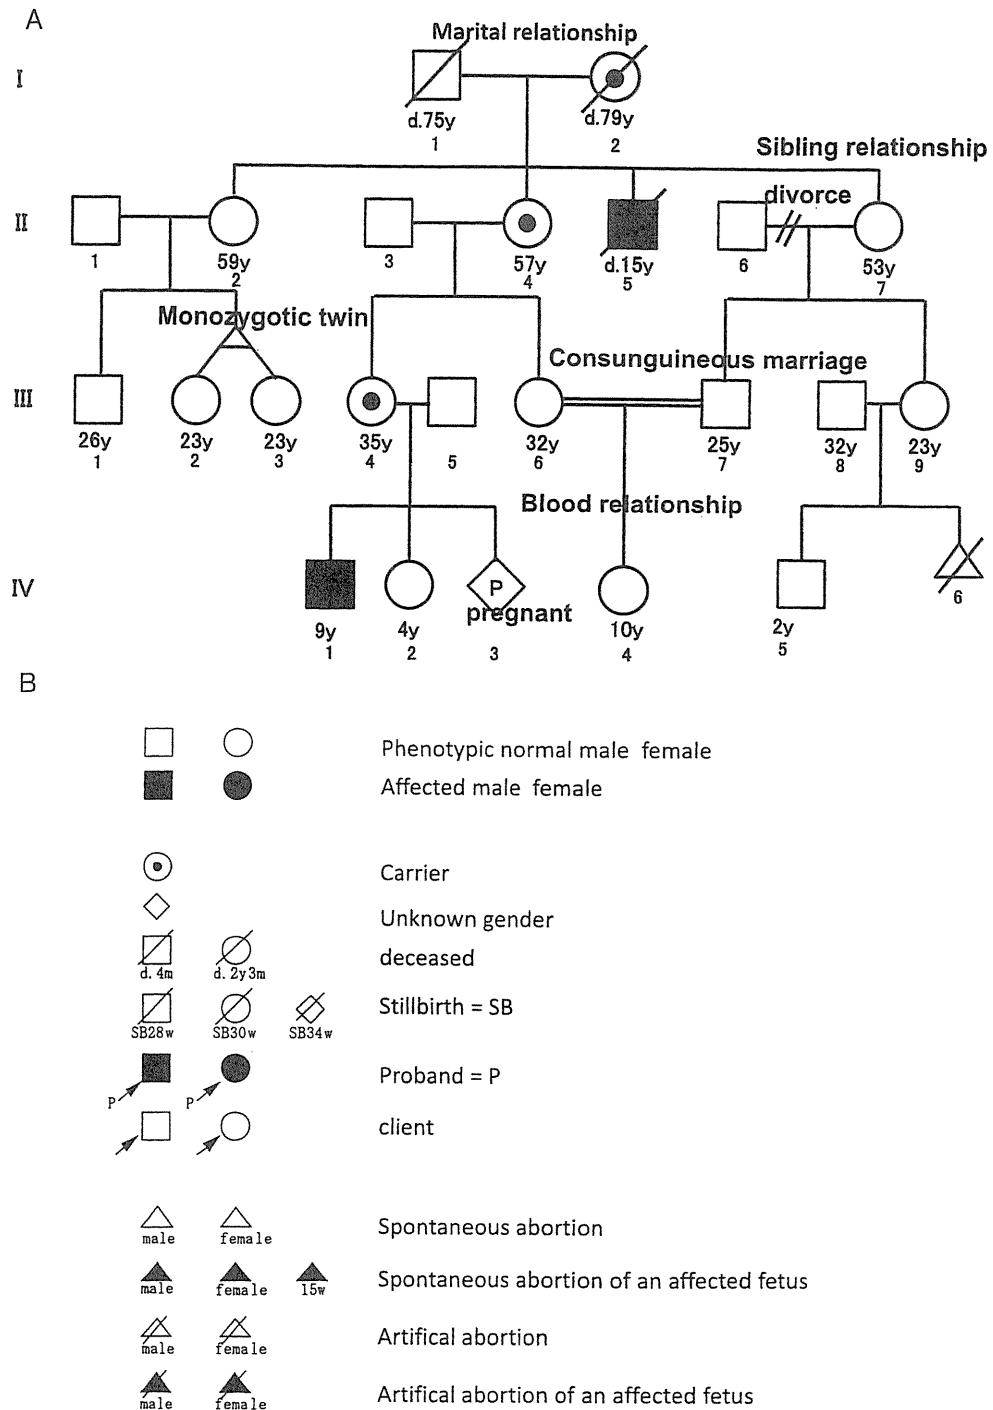 A
Marital relationship
I
d.75y
d.79y
1
2
Sibling relationship
divorce
II
1
59y
2
3
57y
4
d.15y
5
6
53y
7
Monozygotic twin
Consunguineous marriage
III
26y
1
23y
2
23y
3
35y
4
5
32y
6
25y
7
32y
8
23y
9
Blood relationship
IV
P
pregnant
9y
1
4y
2
3
10y
4
2y
5
6
B
Phenotypic normal male female
Affected male female
Carrier
Unknown gender
d. 4m d. 2y3m deceased
SB28w SB30w SB34w Stillbirth = SB
P P Proband = P
client
male female Spontaneous abortion
male female 15w Spontaneous abortion of an affected fetus
male female Artifical abortion
male female Artifical abortion of an affected fetus